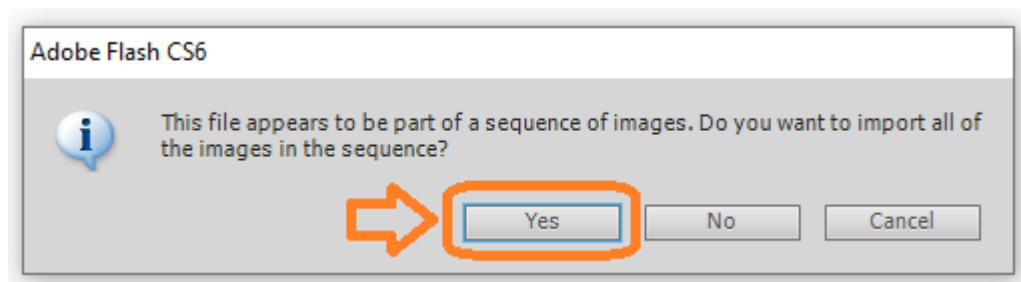 Adobe Flash CS6
This file appears to be part of a sequence of images. Do you want to import all of
the images in the sequence?
Yes No Cancel